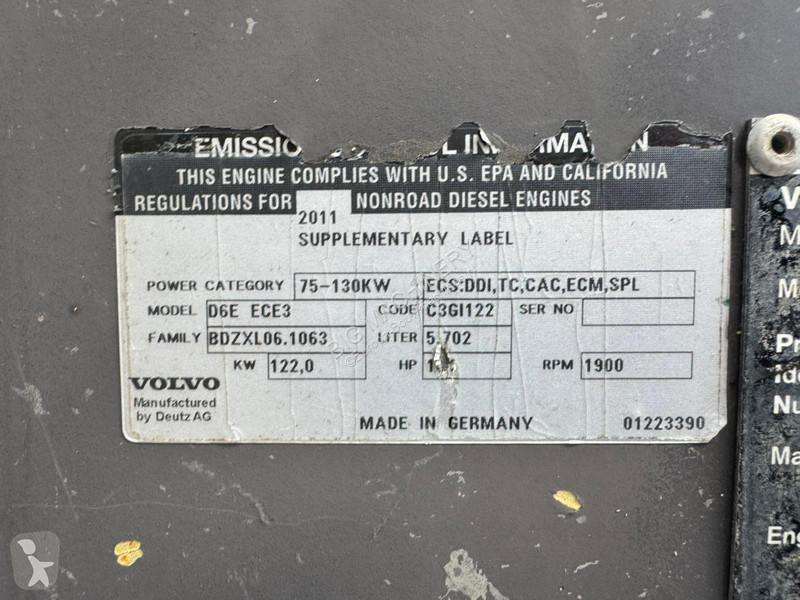 THIS ENGINE COMPLIES WITH U.S. EPA AND CALIFORNIA
REGULATIONS FOR 2011 NONROAD DIESEL ENGINES
SUPPLEMENTARY LABEL
POWER CATEGORY 75-130KW ECS:DDI,TC,CAC,ECM,SPL
MODEL D6E ECE3 CODE C3GI122 SER NO
FAMILY BDZXL06.1063 LITER 5.702
KW 122,0 HP RPM 1900
VOLVO
Manufactured
by Deutz AG
MADE IN GERMANY 01223390